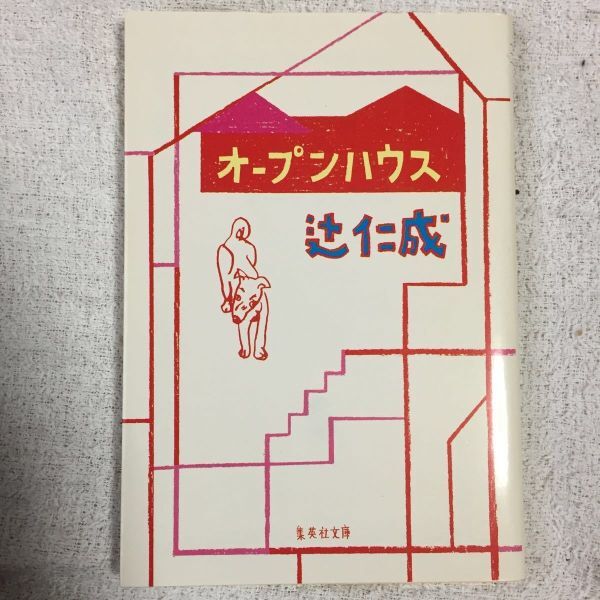 オープンハウス
辻仁成
集英社文庫